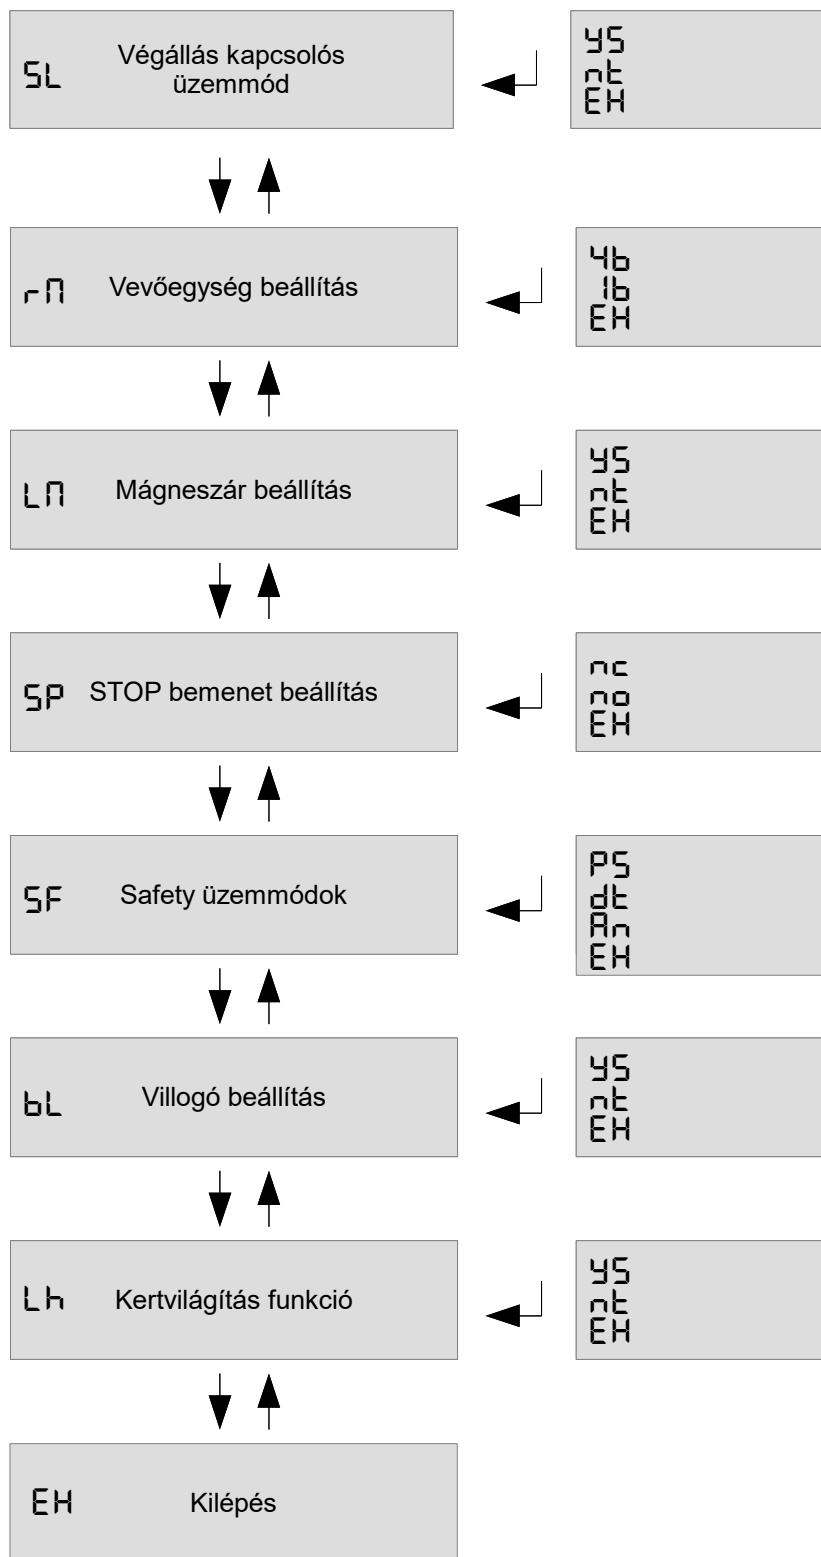 SL
Végállás kapcsolós
üzemmód
YS
nt
EH
rM
Vevőegység beállítás
4b
1b
EH
LM
Mágneszár beállítás
YS
nt
EH
SP
STOP bemenet beállítás
nc
no
EH
SF
Safety üzemmódok
PS
dt
An
EH
bL
Villogó beállítás
YS
nt
EH
Lh
Kertvilágítás funkció
YS
nt
EH
EH
Kilépés